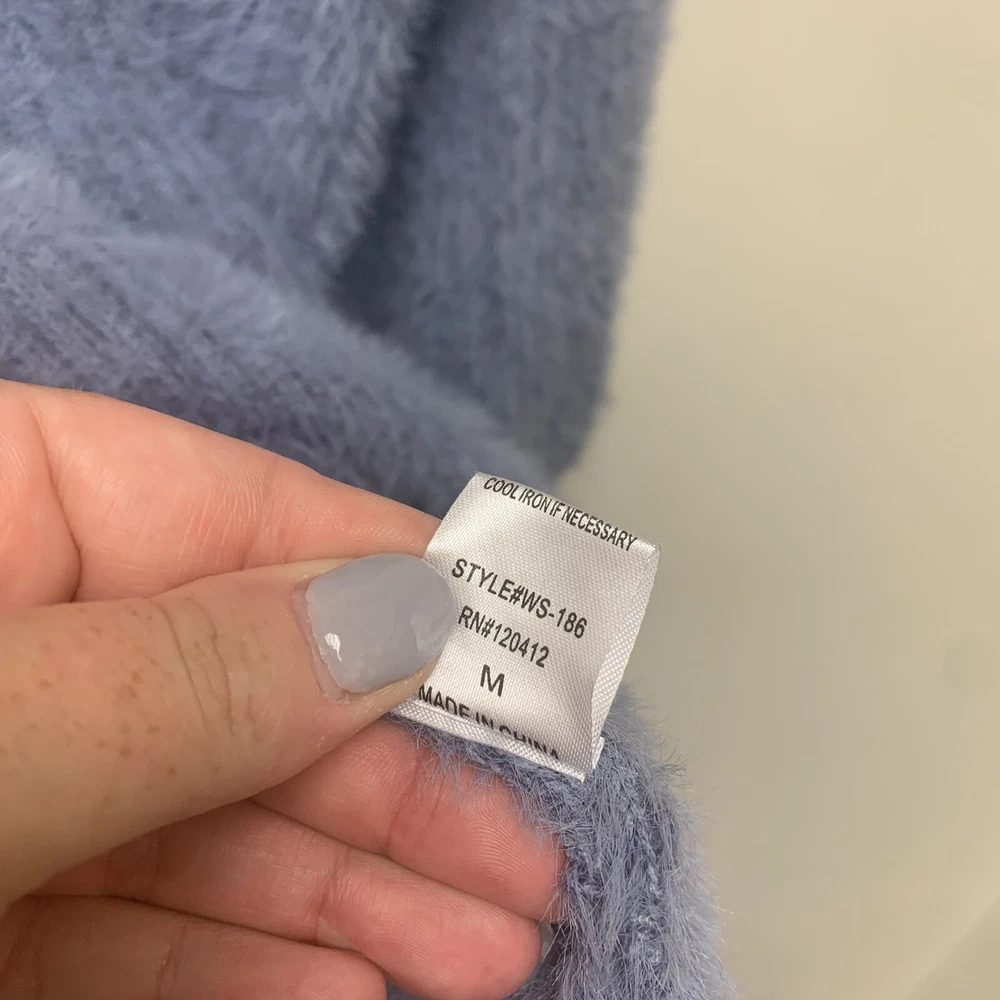 COOL IRON IF NECESSARY
STYLE#WS-186
RN#120412
M
MADE IN CHINA